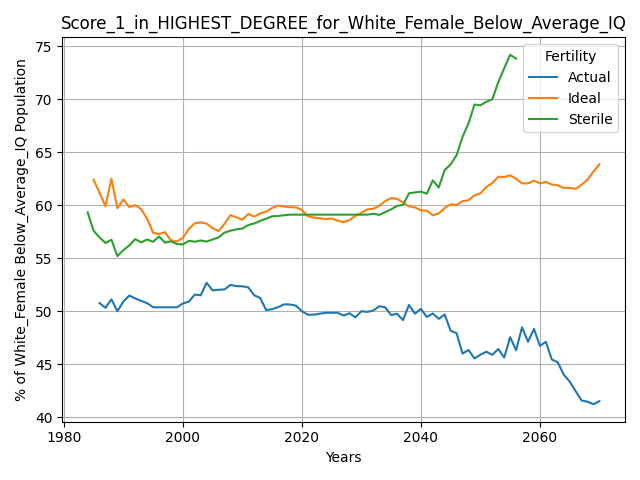 Score_1_in_HIGHEST_DEGREE_for_White_Female_Below_Average_IQ
% of White_Female Below_Average_IQ Population
75
70
65
60
55
50
45
40
Fertility
Actual
Ideal
Sterile
1980 2000 2020 2040 2060
Years